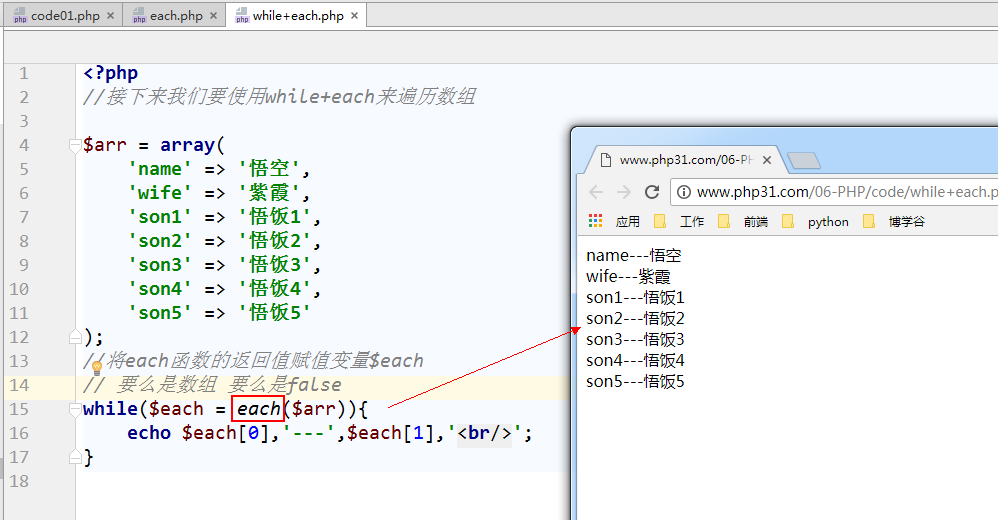 code01.php
each.php
while+each.php
1 <?php
2 //接下来我们要使用while+each来遍历数组
3
4 $arr = array(
5 'name' => '悟空',
6 'wife' => '紫霞',
7 'son1' => '悟饭1',
8 'son2' => '悟饭2',
9 'son3' => '悟饭3',
10 'son4' => '悟饭4',
11 'son5' => '悟饭5'
12 );
13 //将each函数的返回值赋值变量$each
14 // 要么是数组 要么是false
15 while($each = each($arr)){
16 echo $each[0],'---',$each[1],'<br/>';
17 }
18
www.php31.com/06-PH
www.php31.com/06-PHP/code/while+each.p
应用 工作 前端 python 博学谷
name---悟空
wife---紫霞
son1---悟饭1
son2---悟饭2
son3---悟饭3
son4---悟饭4
son5---悟饭5